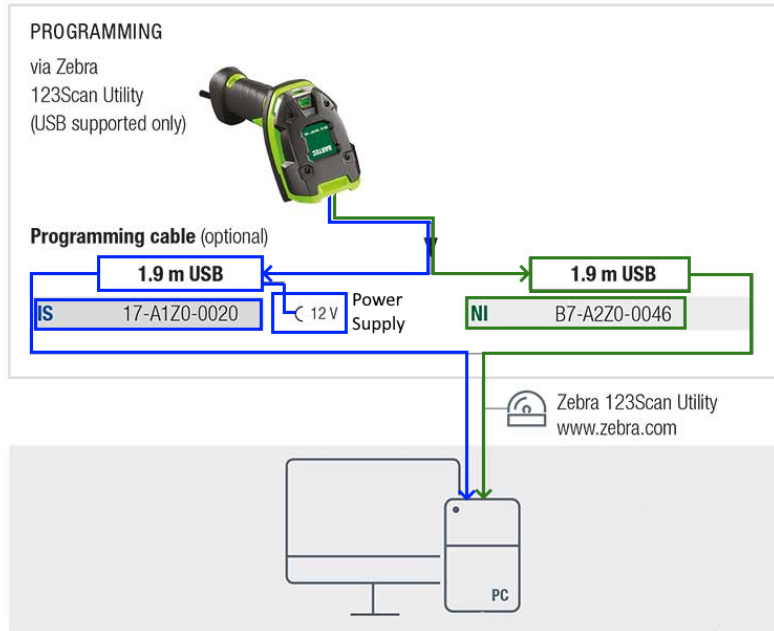 PROGRAMMING
via Zebra
123Scan Utility
(USB supported only)
BARTEC
Programming cable (optional)
1.9 m USB
1.9 m USB
IS 17-A1Z0-0020
12 V
Power
Supply
NI B7-A2Z0-0046
Zebra 123Scan Utility
www.zebra.com
PC